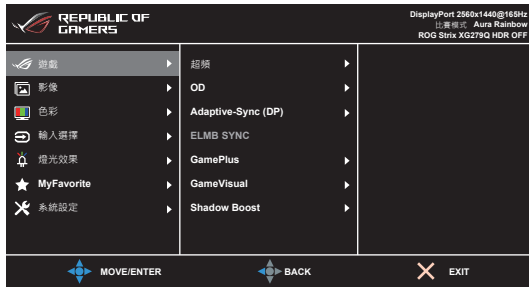 REPUBLIC OF
GAMERS
DisplayPort 2560x1440@165Hz
比賽模式 Aura Rainbow
ROG Strix XG279Q HDR OFF
遊戲
影像
色彩
輸入選擇
燈光效果
MyFavorite
系統設定
超頻
OD
Adaptive-Sync (DP)
ELMB SYNC
GamePlus
GameVisual
Shadow Boost
MOVE/ENTER
BACK
EXIT